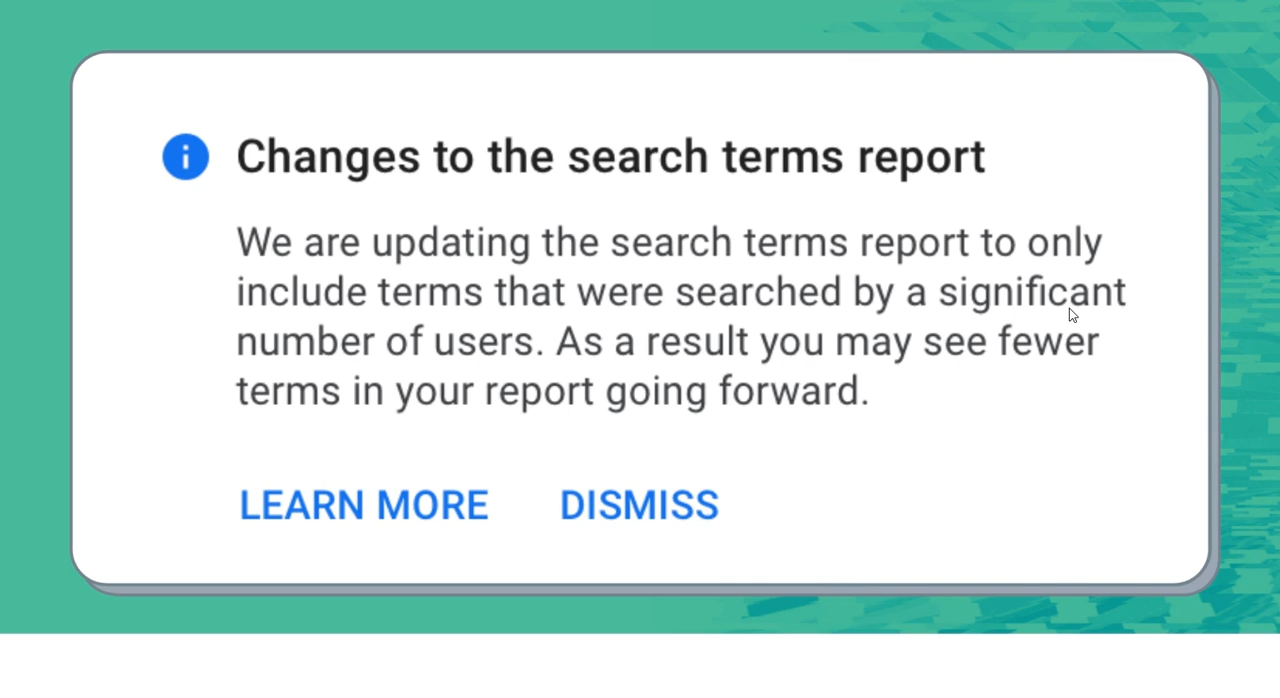 Changes to the search terms report
We are updating the search terms report to only
include terms that were searched by a significant
number of users. As a result you may see fewer
terms in your report going forward.
LEARN MORE DISMISS